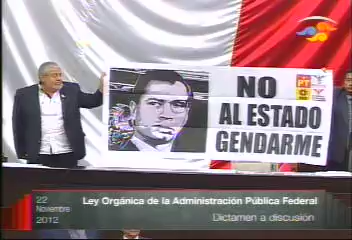 NO
PT
AL ESTADO
GENDARME
22
Noviembre
2012
Ley Orgánica de la Administración Pública Federal
Dictamen a discusión